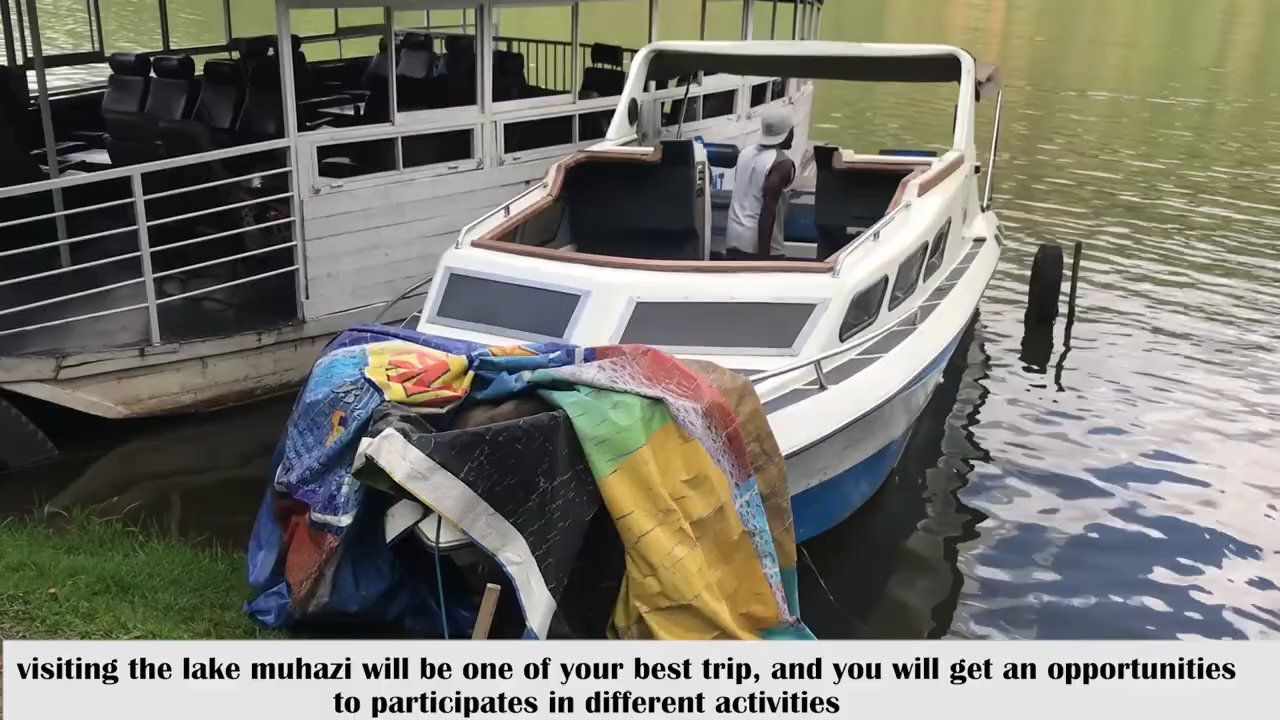 visiting the lake muhazi will be one of your best trip, and you will get an opportunities
to participates in different activities